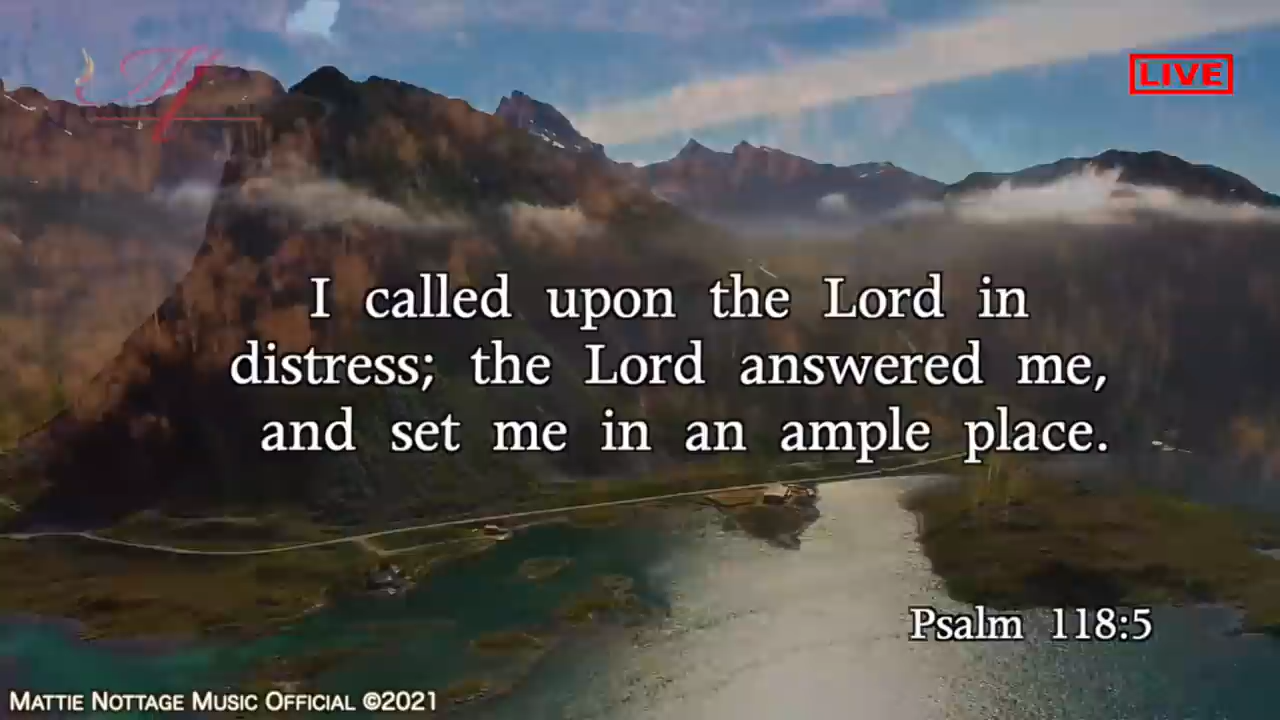 LIVE
I called upon the Lord in
distress; the Lord answered me,
and set me in an ample place.
Psalm 118:5
MATTIE NOTTAGE MUSIC OFFICIAL ©2021